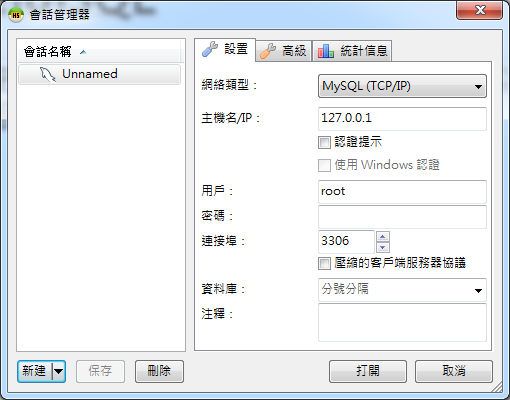 會話管理器
會話名稱
Unnamed
設置
高級
統計信息
網絡類型：
MySQL (TCP/IP)
主機名/IP：
127.0.0.1
認證提示
使用 Windows 認證
用戶：
root
密碼：
連接埠：
3306
壓縮的客戶端服務器協議
資料庫：
分號分隔
注釋：
新建
保存
刪除
打開
取消